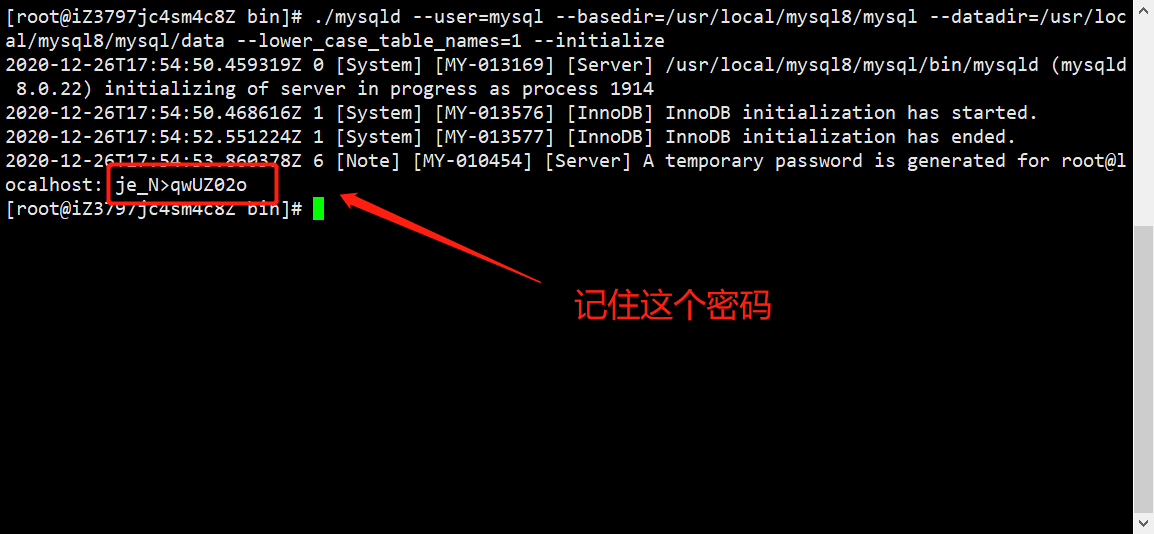 [root@iZ3797jc4sm4c8Z bin]# ./mysqld --user=mysql --basedir=/usr/local/mysql8/mysql --datadir=/usr/loc
al/mysql8/mysql/data --lower_case_table_names=1 --initialize
2020-12-26T17:54:50.459319Z 0 [System] [MY-013169] [Server] /usr/local/mysql8/mysql/bin/mysqld (mysqld
 8.0.22) initializing of server in progress as process 1914
2020-12-26T17:54:50.468616Z 1 [System] [MY-013576] [InnoDB] InnoDB initialization has started.
2020-12-26T17:54:52.551224Z 1 [System] [MY-013577] [InnoDB] InnoDB initialization has ended.
2020-12-26T17:54:53.860378Z 6 [Note] [MY-010454] [Server] A temporary password is generated for root@l
ocalhost: je_N>qwUZ02o
[root@iZ3797jc4sm4c8Z bin]#
记住这个密码